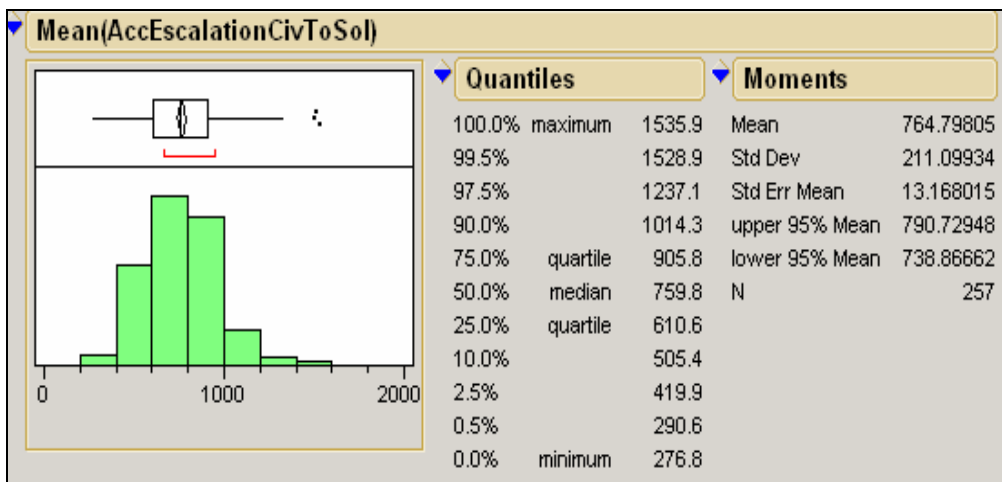 Mean(AccEscalationCivToSol)
0 1000 2000
Quantiles
100.0% maximum 1535.9
99.5% 1528.9
97.5% 1237.1
90.0% 1014.3
75.0% quartile 905.8
50.0% median 759.8
25.0% quartile 610.6
10.0% 505.4
2.5% 419.9
0.5% 290.6
0.0% minimum 276.8
Moments
Mean 764.79805
Std Dev 211.09934
Std Err Mean 13.168015
upper 95% Mean 790.72948
lower 95% Mean 738.86662
N 257